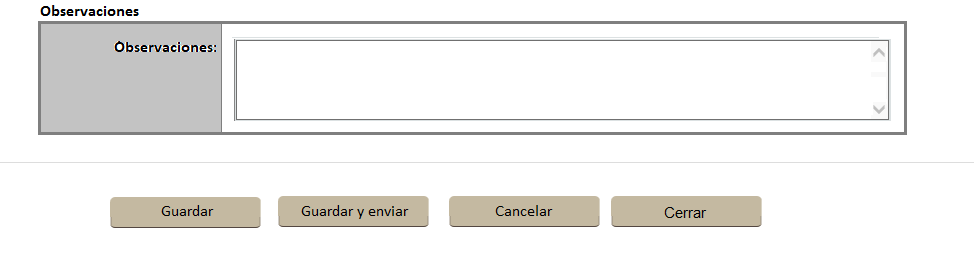 Observaciones
Observaciones:
Guardar
Guardar y enviar
Cancelar
Cerrar